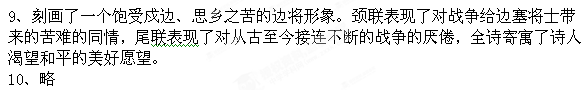 9、刻画了一个饱受戍边、思乡之苦的边将形象。颈联表现了对战争给边塞将士带
来的苦难的同情，尾联表现了对从古至今接连不断的战争的厌倦，全诗寄寓了诗人
渴望和平的美好愿望。
10、略